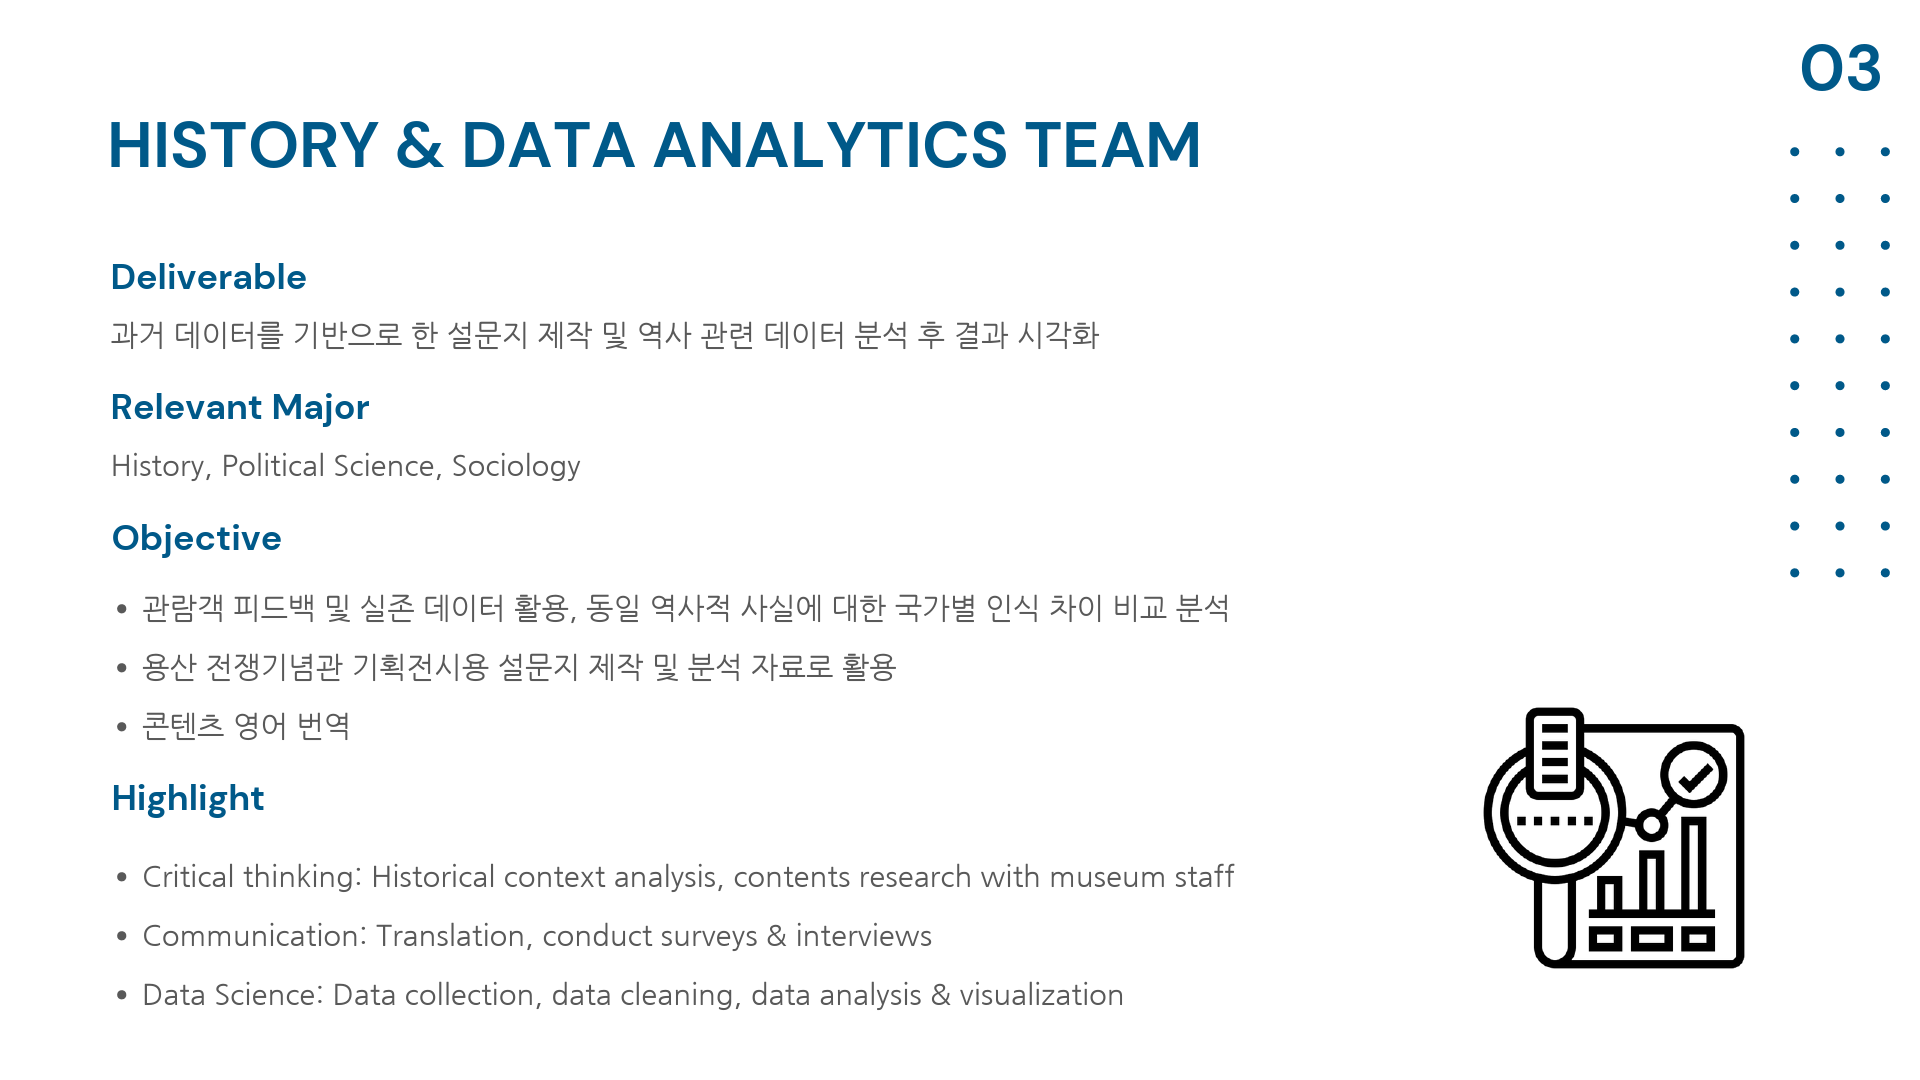 03
HISTORY & DATA ANALYTICS TEAM
Deliverable
과거 데이터를 기반으로 한 설문지 제작 및 역사 관련 데이터 분석 후 결과 시각화
Relevant Major
History, Political Science, Sociology
Objective
• 관람객 피드백 및 실존 데이터 활용, 동일 역사적 사실에 대한 국가별 인식 차이 비교 분석
• 용산 전쟁기념관 기획전시용 설문지 제작 및 분석 자료로 활용
• 콘텐츠 영어 번역
Highlight
• Critical thinking: Historical context analysis, contents research with museum staff
• Communication: Translation, conduct surveys & interviews
• Data Science: Data collection, data cleaning, data analysis & visualization